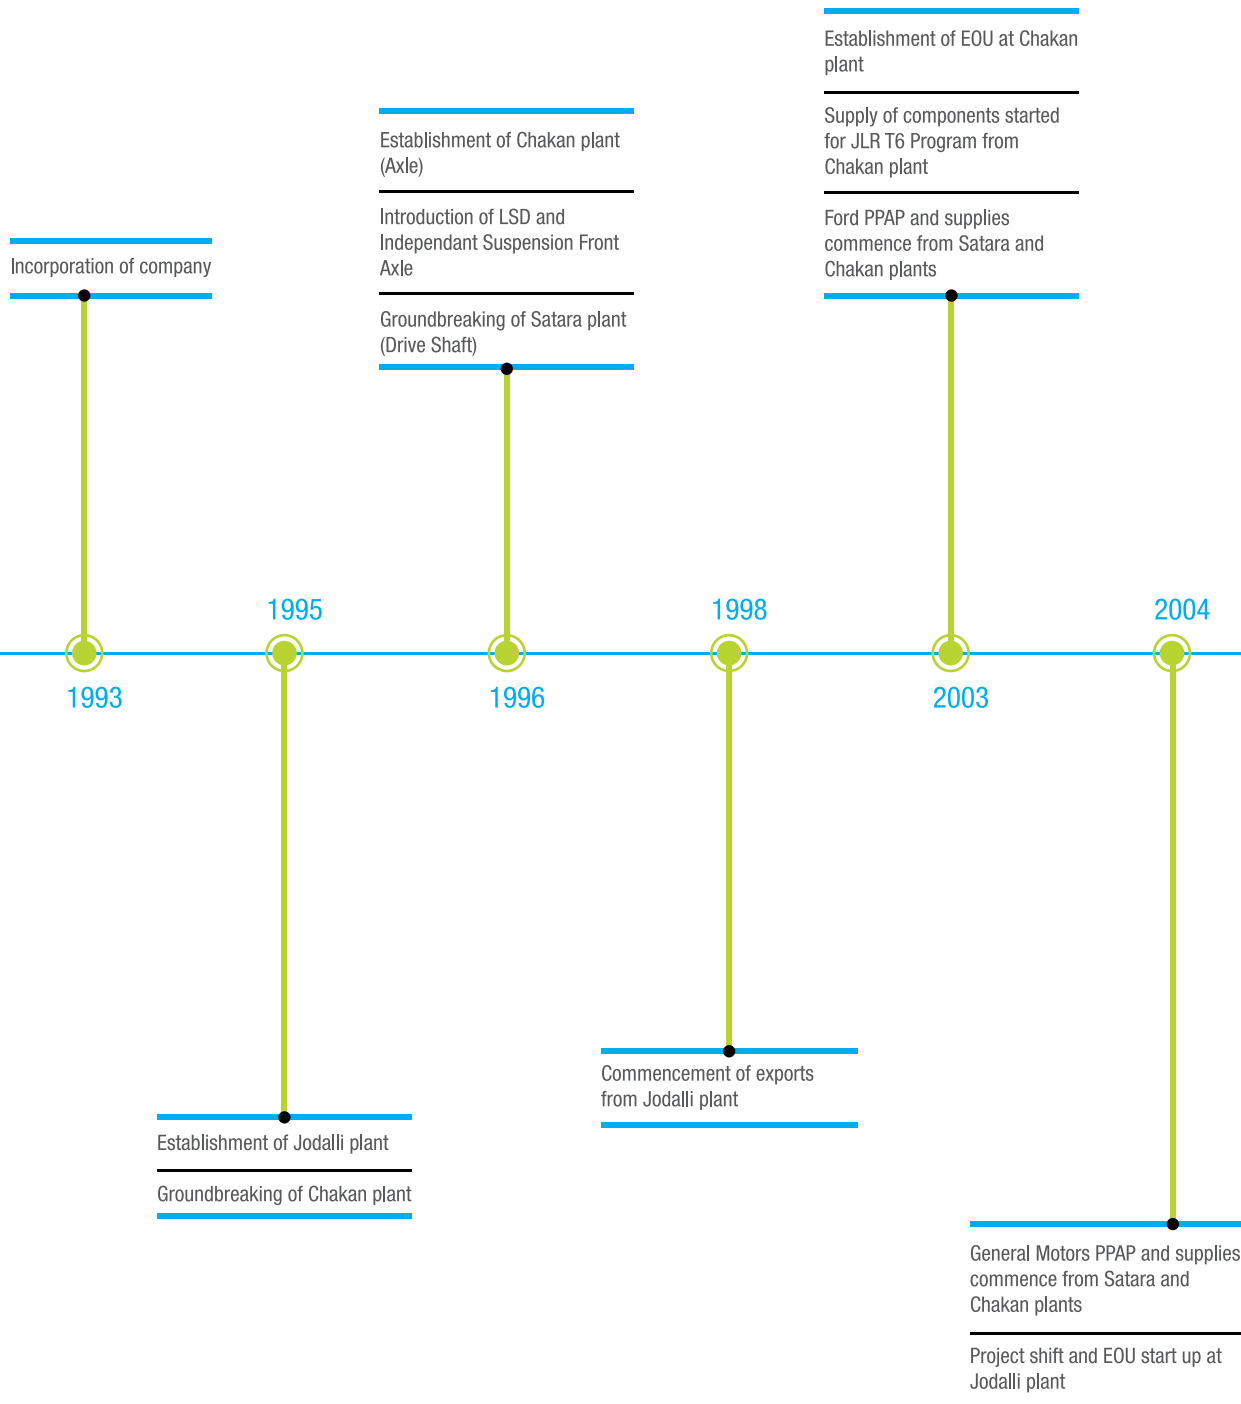 Incorporation of company
1993
1995
Establishment of Jodalli plant
Groundbreaking of Chakan plant
Establishment of Chakan plant
(Axle)
Introduction of LSD and
Independant Suspension Front
Axle
Groundbreaking of Satara plant
(Drive Shaft)
1996
1998
Commencement of exports
from Jodalli plant
Establishment of EOU at Chakan
plant
Supply of components started
for JLR T6 Program from
Chakan plant
Ford PPAP and supplies
commence from Satara and
Chakan plants
2003
2004
General Motors PPAP and supplies
commence from Satara and
Chakan plants
Project shift and EOU start up at
Jodalli plant